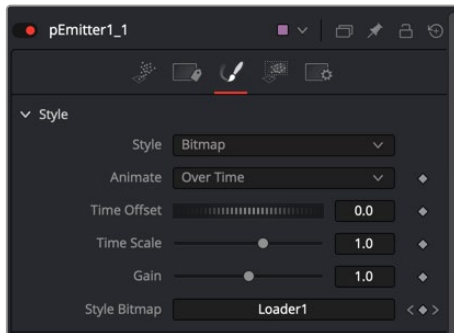 pEmitter1_1
Style
Style Bitmap
Animate Over Time
Time Offset 0.0
Time Scale 1.0
Gain 1.0
Style Bitmap Loader1